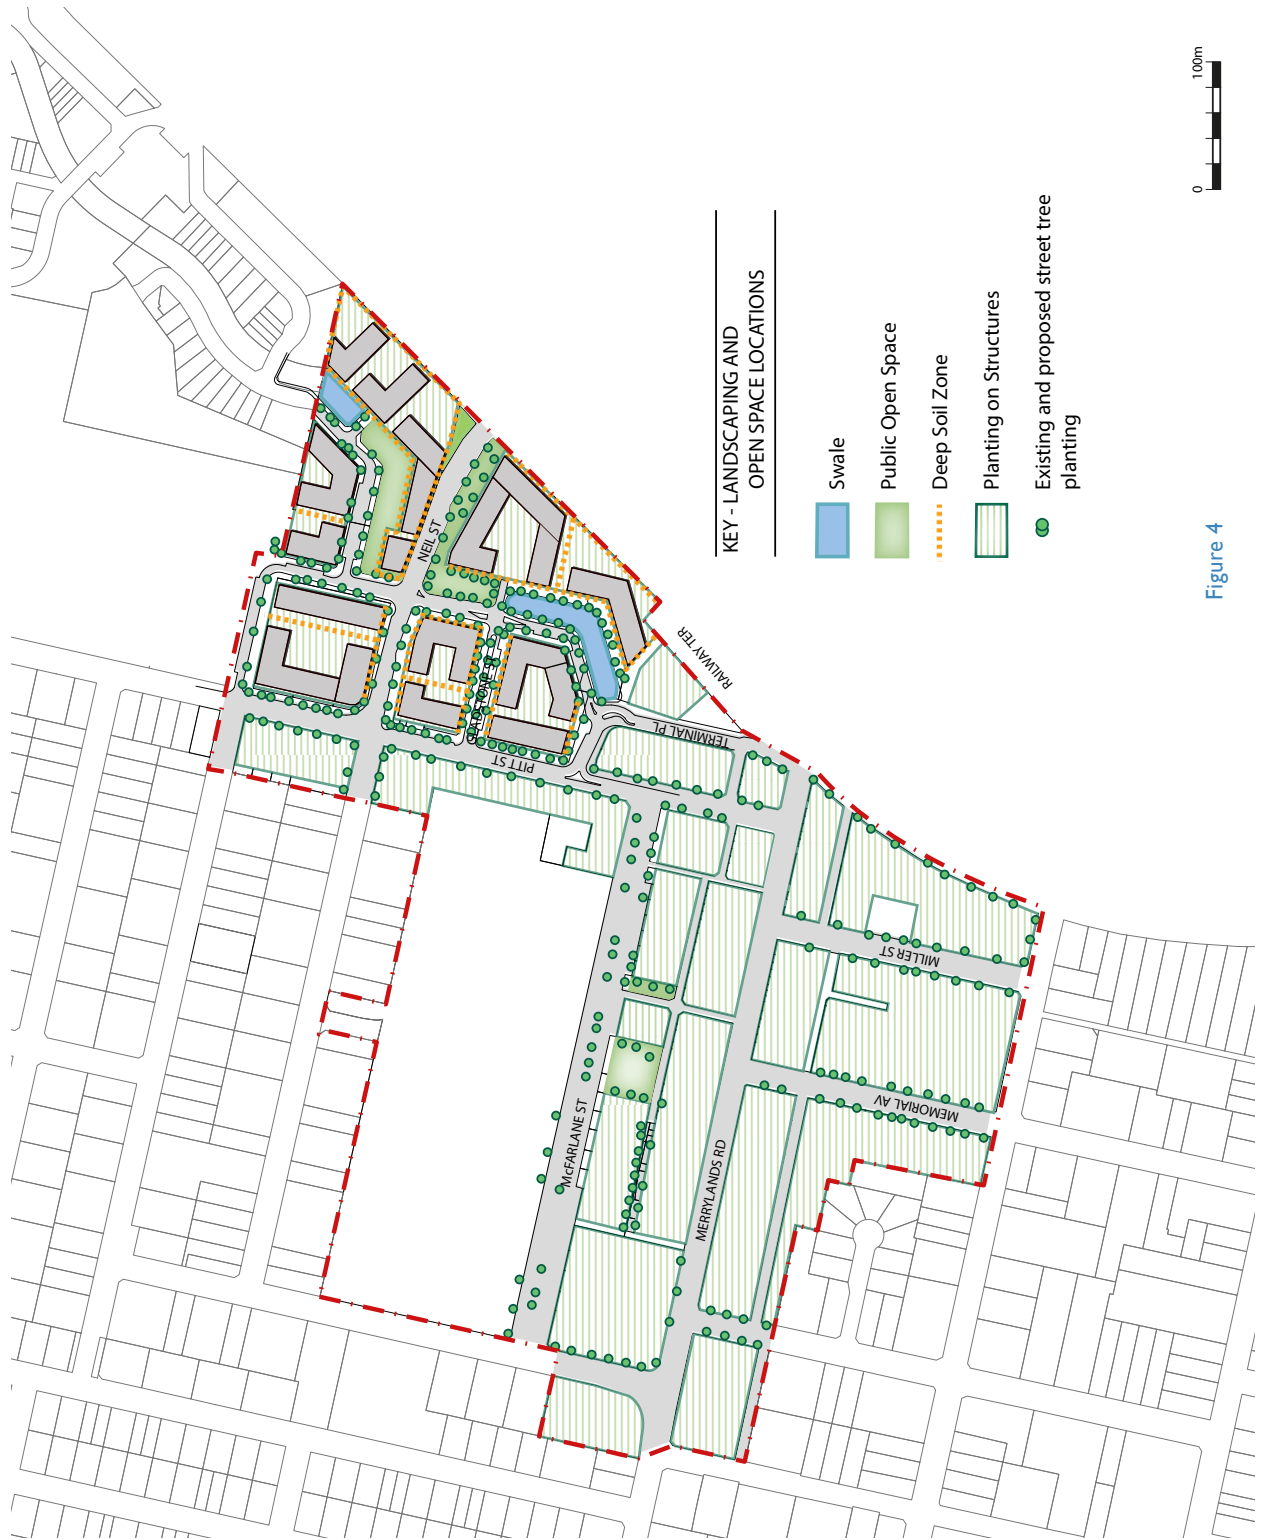 KEY - LANDSCAPING AND
OPEN SPACE LOCATIONS
Swale
Public Open Space
Deep Soil Zone
Planting on Structures
Existing and proposed street tree
planting
0
100m
Figure 4
NEIL ST
GLADSTONE ST
PITT ST
TERMINAL PL
RAILWAY TER
McFARLANE ST
MERRYLANDS RD
MILLER ST
MEMORIAL AV